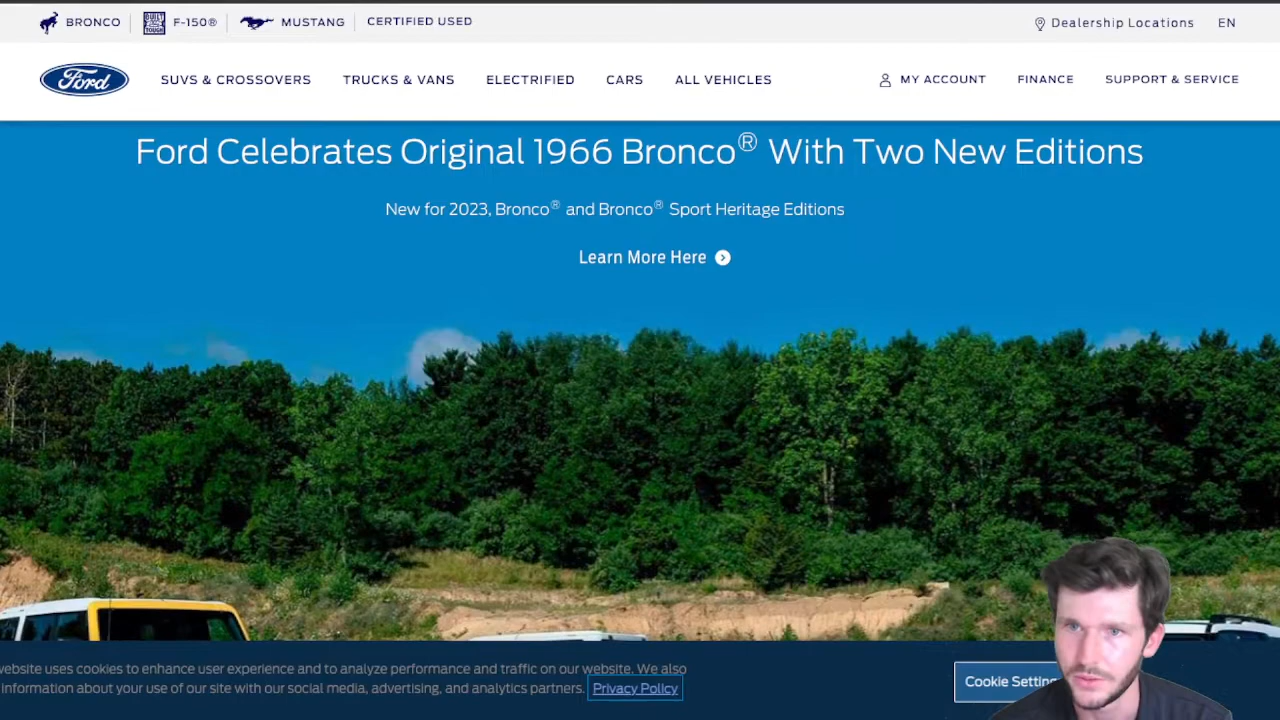 BRONCO
BUILT
TOUGH
F-150®
MUSTANG
CERTIFIED USED
Dealership Locations
EN
Ford
SUVS & CROSSOVERS
TRUCKS & VANS
ELECTRIFIED
CARS
ALL VEHICLES
MY ACCOUNT
FINANCE
SUPPORT & SERVICE
Ford Celebrates Original 1966 Bronco® With Two New Editions
New for 2023, Bronco® and Bronco® Sport Heritage Editions
Learn More Here
website uses cookies to enhance user experience and to analyze performance and traffic on our website. We also
information about your use of our site with our social media, advertising, and analytics partners. Privacy Policy
Cookie